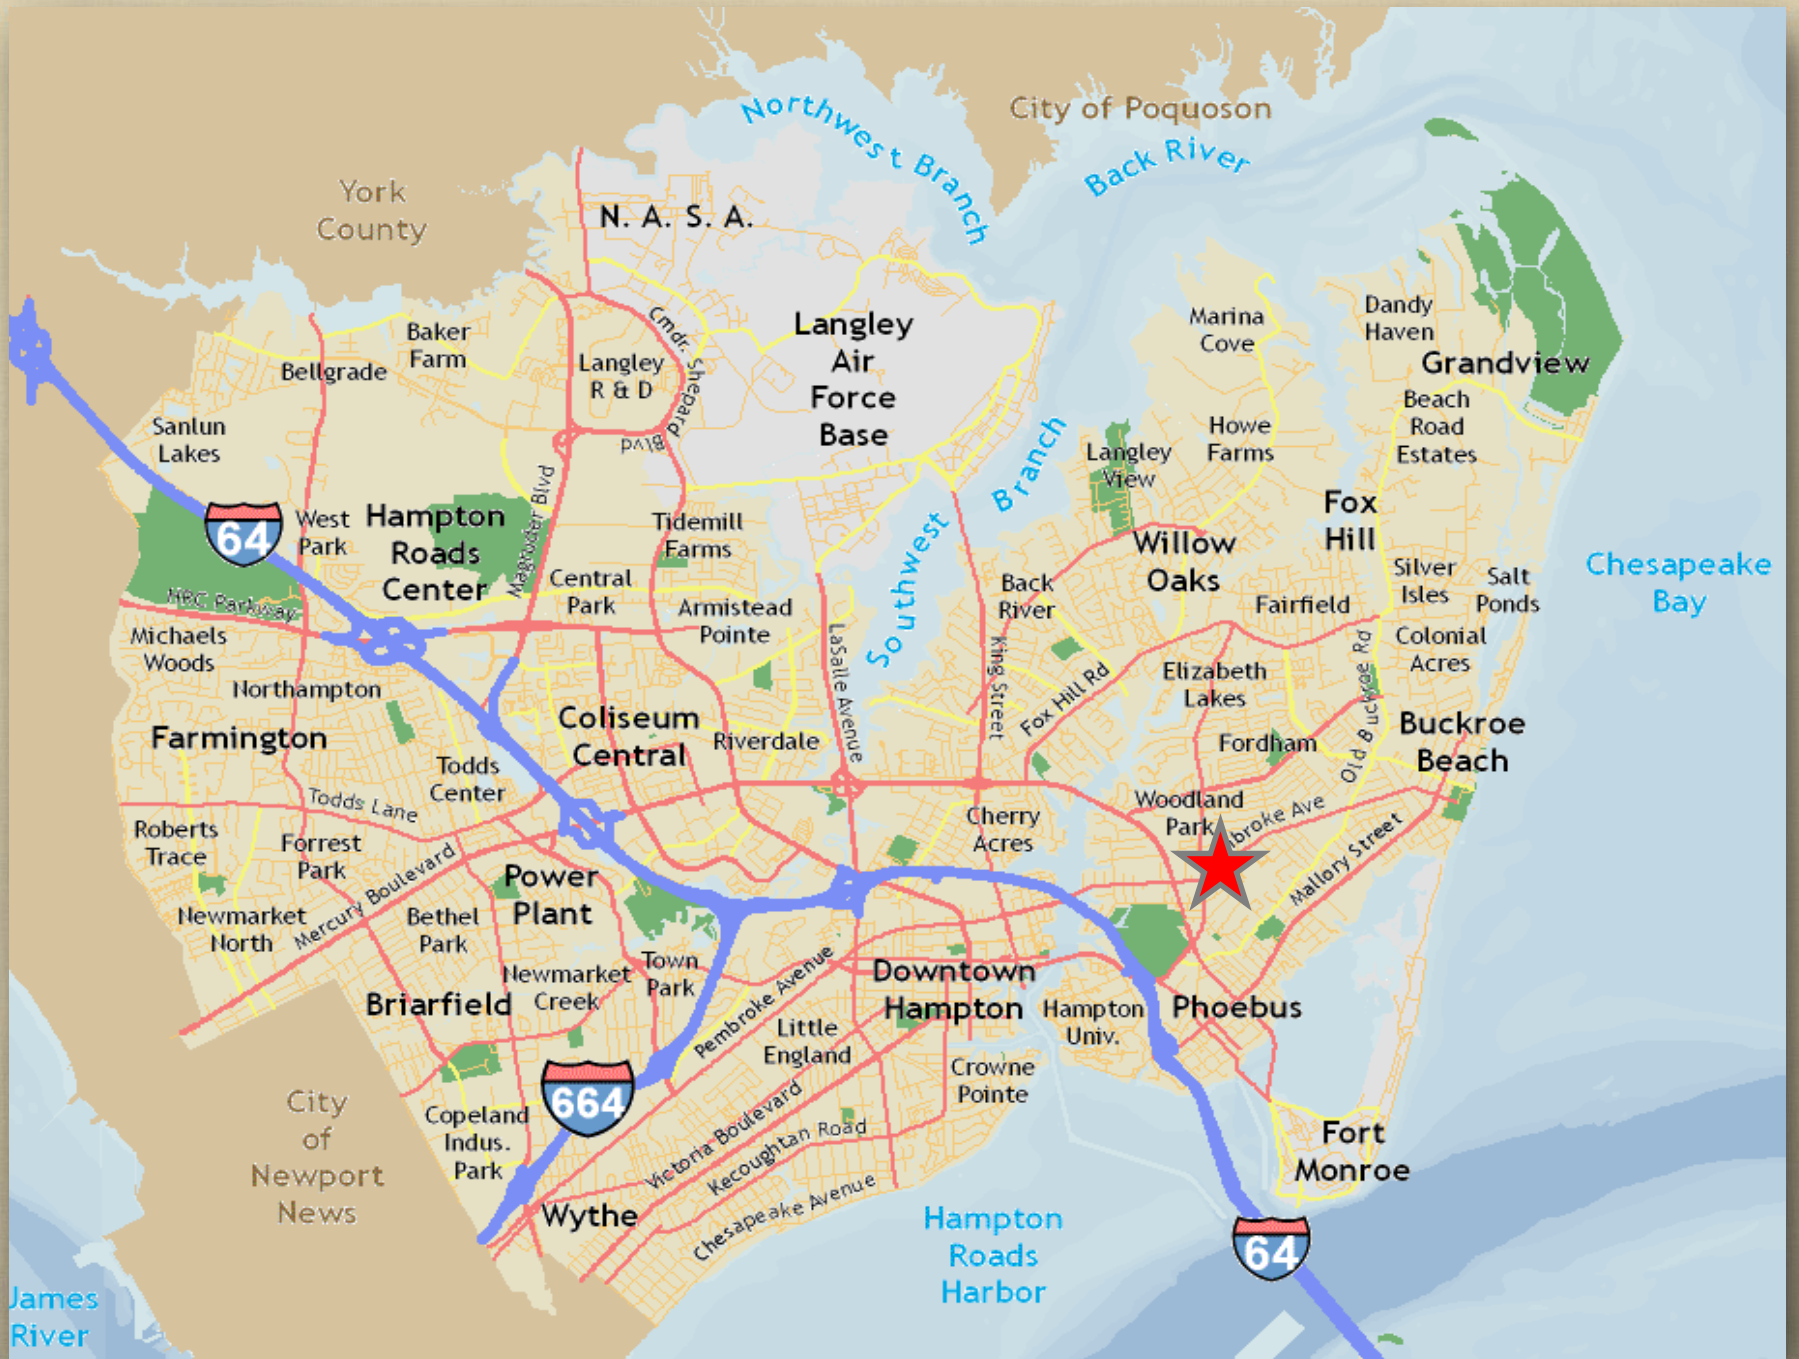 City of Poquoson
Northwest Branch
Back River
York
County
N. A. S. A.
Cmdr. Shepard
Blvd
Langley
Air
Force
Base
Marina
Cove
Dandy
Haven
Grandview
Baker
Farm
Bellgrade
Langley
R & D
Beach
Road
Estates
Sanlun
Lakes
Howe
Farms
Langley
View
Southwest
Branch
64
West
Park
Hampton
Roads
Center
Magruder Blvd
Tidemill
Farms
Fox
Hill
Willow
Oaks
Chesapeake
Bay
Silver
Isles
Salt
Ponds
Back
River
Fairfield
Central
Park
Armistead
Pointe
HRC Parkway
Michaels
Woods
Colonial
Acres
Northampton
LaSalle Avenue
King Street
Fox Hill Rd
Elizabeth
Lakes
Old Buckroe Rd
Farmington
Coliseum
Central
Riverdale
Fordham
Buckroe
Beach
Todds
Center
Todds Lane
Woodland
Park
mbroke Ave
Cherry
Acres
Roberts
Trace
Forrest
Park
Mercury Boulevard
Mallory Street
Power
Plant
Newmarket
North
Bethel
Park
Newmarket
Creek
Town
Park
Pembroke Avenue
Downtown
Hampton
Briarfield
Hampton
Univ.
Phoebus
Little
England
Crowne
Pointe
664
City
of
Newport
News
Copeland
Indus.
Park
Victoria Boulevard
Kecoughtan Road
Chesapeake Avenue
Fort
Monroe
Wythe
Hampton
Roads
Harbor
64
James
River